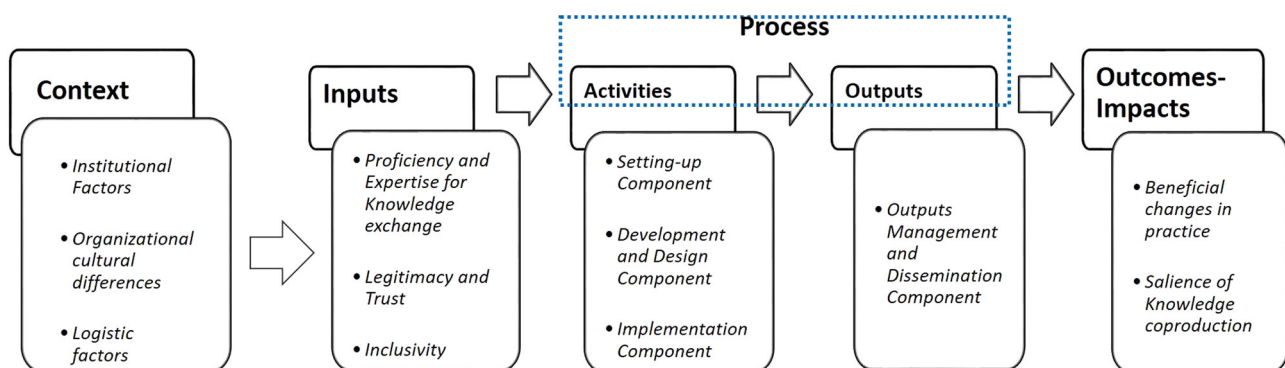 Process
Context
• Institutional
Factors
• Organizational
cultural
differences
• Logistic
factors
Inputs
• Proficiency and
Expertise for
Knowledge
exchange
• Legitimacy and
Trust
• Inclusivity
Activities
• Setting-up
Component
• Development
and Design
Component
• Implementation
Component
Outputs
• Outputs
Management
and
Dissemination
Component
Outcomes-
Impacts
• Beneficial
changes in
practice
• Salience of
Knowledge
coproduction